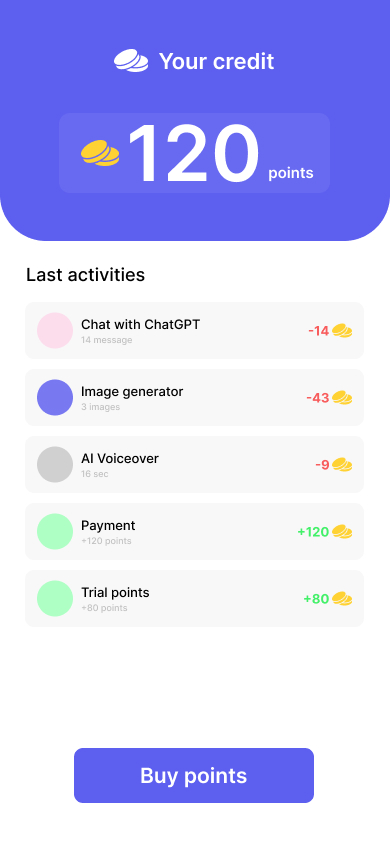 Your credit
120 points
Last activities
Chat with ChatGPT
14 message
-14
Image generator
3 images
-43
AI Voiceover
16 sec
-9
Payment
+120 points
+120
Trial points
+80 points
+80
Buy points